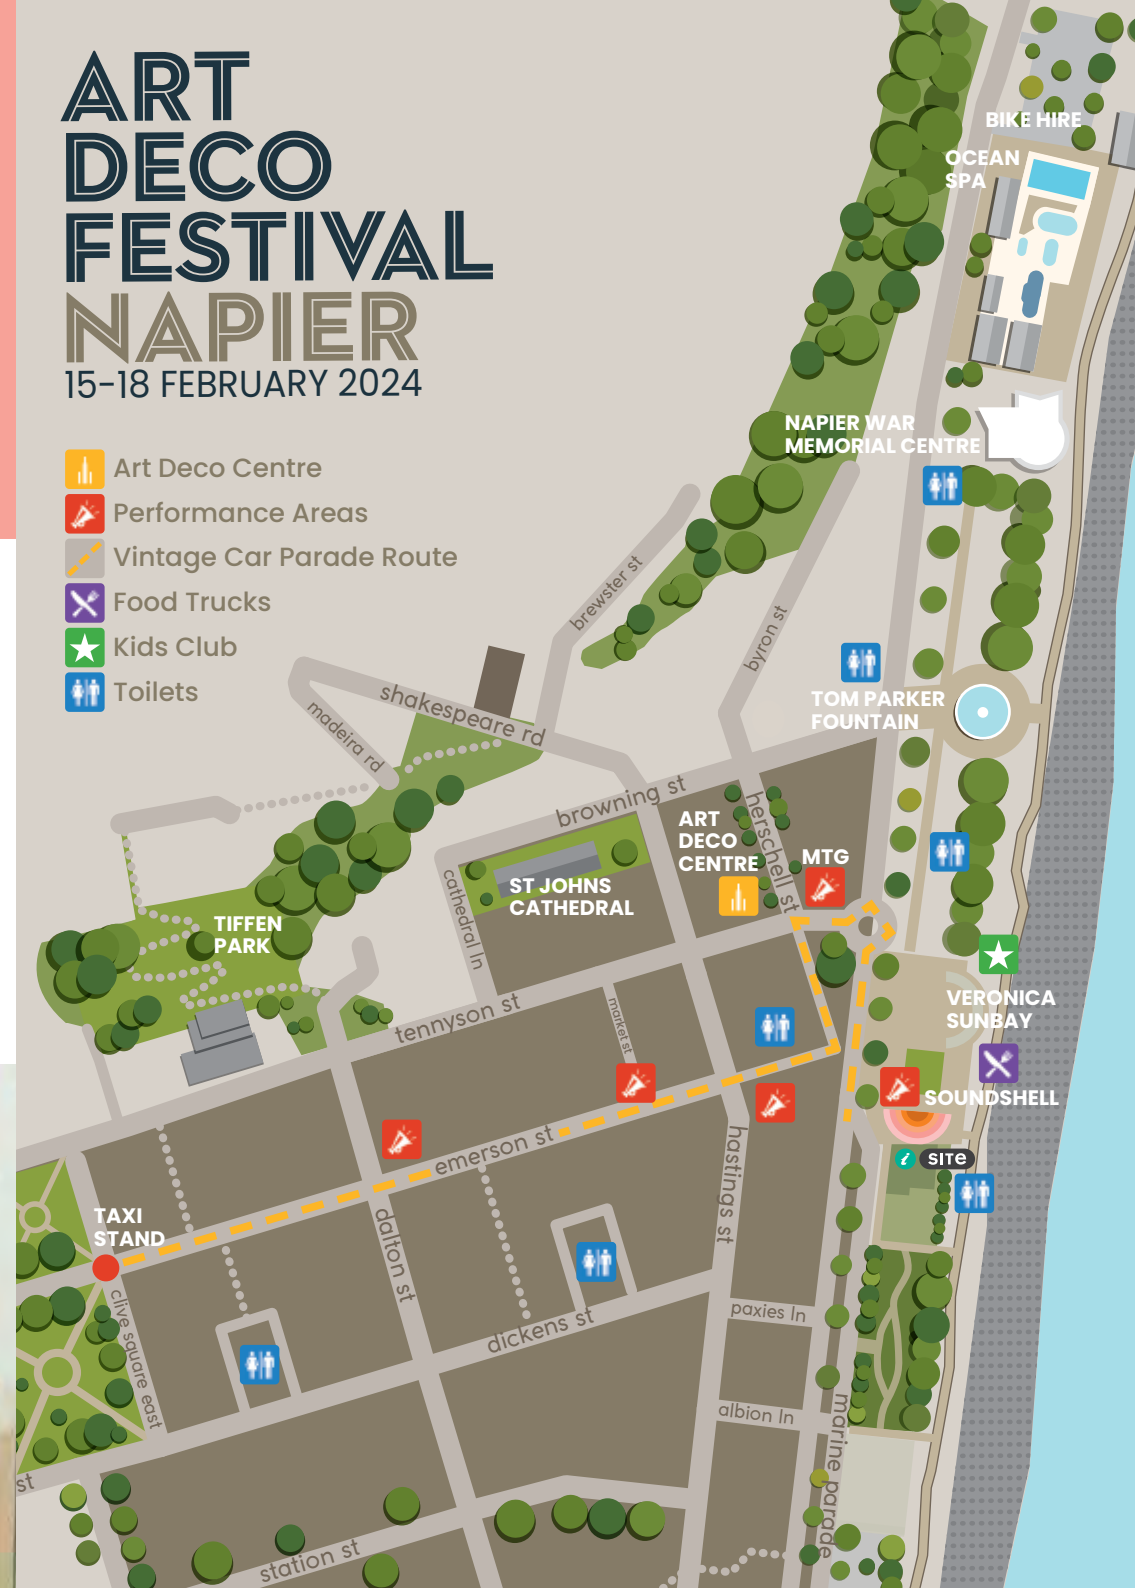 ART
DECO
FESTIVAL
NAPIER
15-18 FEBRUARY 2024
Art Deco Centre
Performance Areas
Vintage Car Parade Route
Food Trucks
Kids Club
Toilets
BIKE HIRE
OCEAN
SPA
NAPIER WAR
MEMORIAL CENTRE
brewster st
byron st
shakespeare rd
madeira rd
TOM PARKER
FOUNTAIN
browning st
herschell st
ART
DECO
CENTRE
MTG
cathedral ln
ST JOHNS
CATHEDRAL
TIFFEN
PARK
tennyson st
market st
VERONICA
SUNBAY
SOUNDSHELL
i SITE
emerson st
hastings st
TAXI
STAND
dalton st
clive square east
dickens st
paxies ln
albion ln
marine parade
st
station st